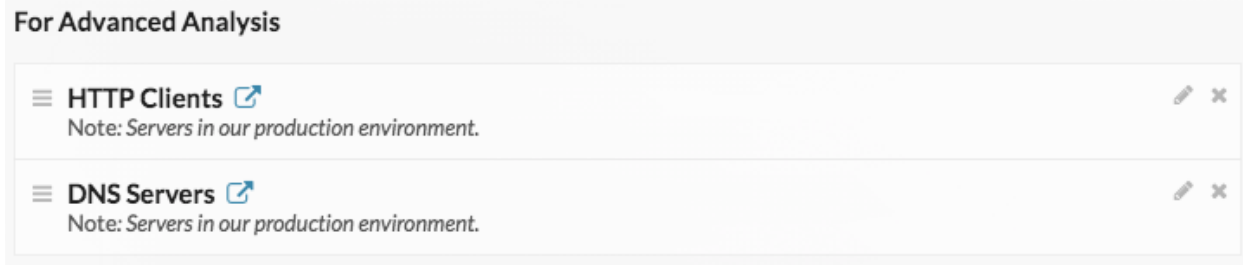 For Advanced Analysis
HTTP Clients
Note: Servers in our production environment.
DNS Servers
Note: Servers in our production environment.